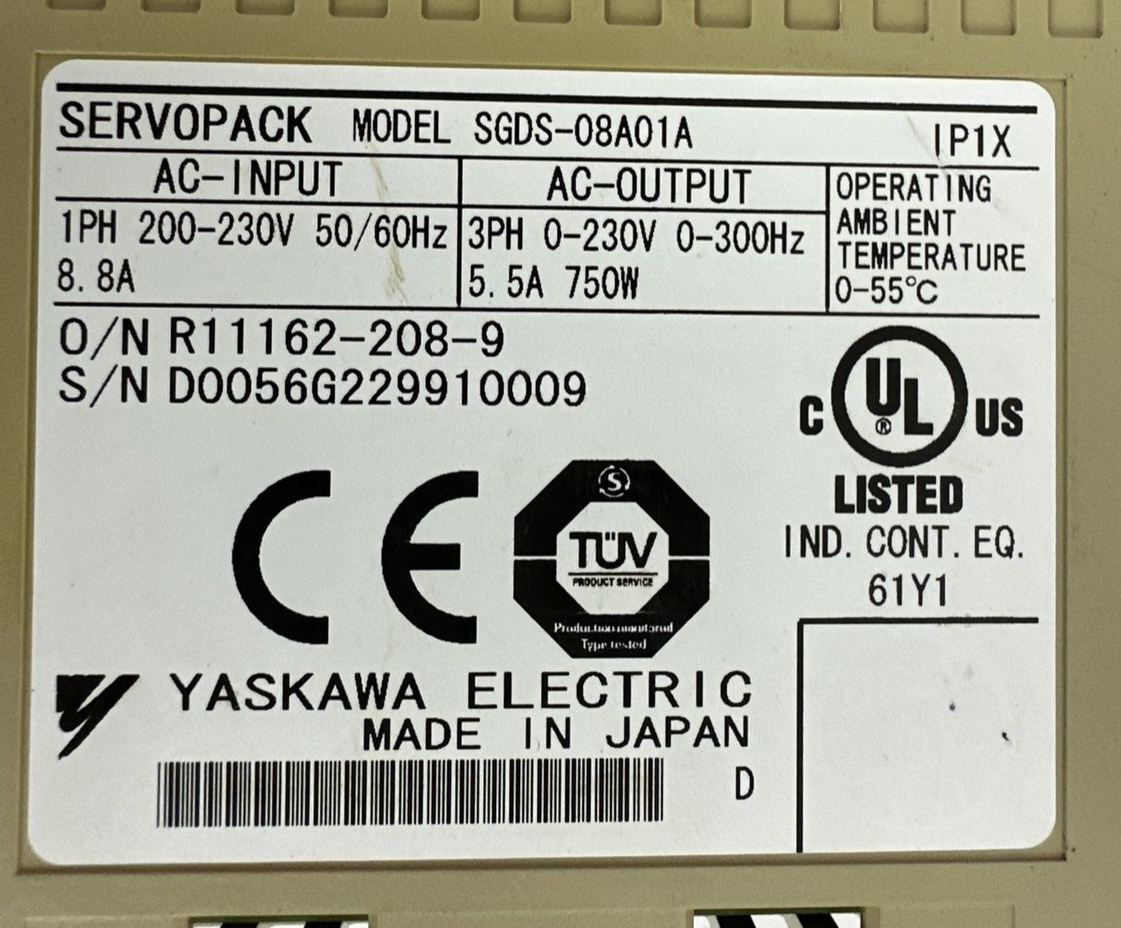 SERVOPACK MODEL SGDS-08A01A IP1X
AC-INPUT
1PH 200-230V 50/60Hz
8.8A
AC-OUTPUT
3PH 0-230V 0-300Hz
5.5A 750W
OPERATING
AMBIENT
TEMPERATURE
0-55℃
O/N R11162-208-9
S/N D0056G229910009
C UL® US
LISTED
IND. CONT. EQ.
61Y1
CE
S
TÜV
PRODUCT SERVICE
Production monitored
Type tested
YASKAWA ELECTRIC
MADE IN JAPAN
D